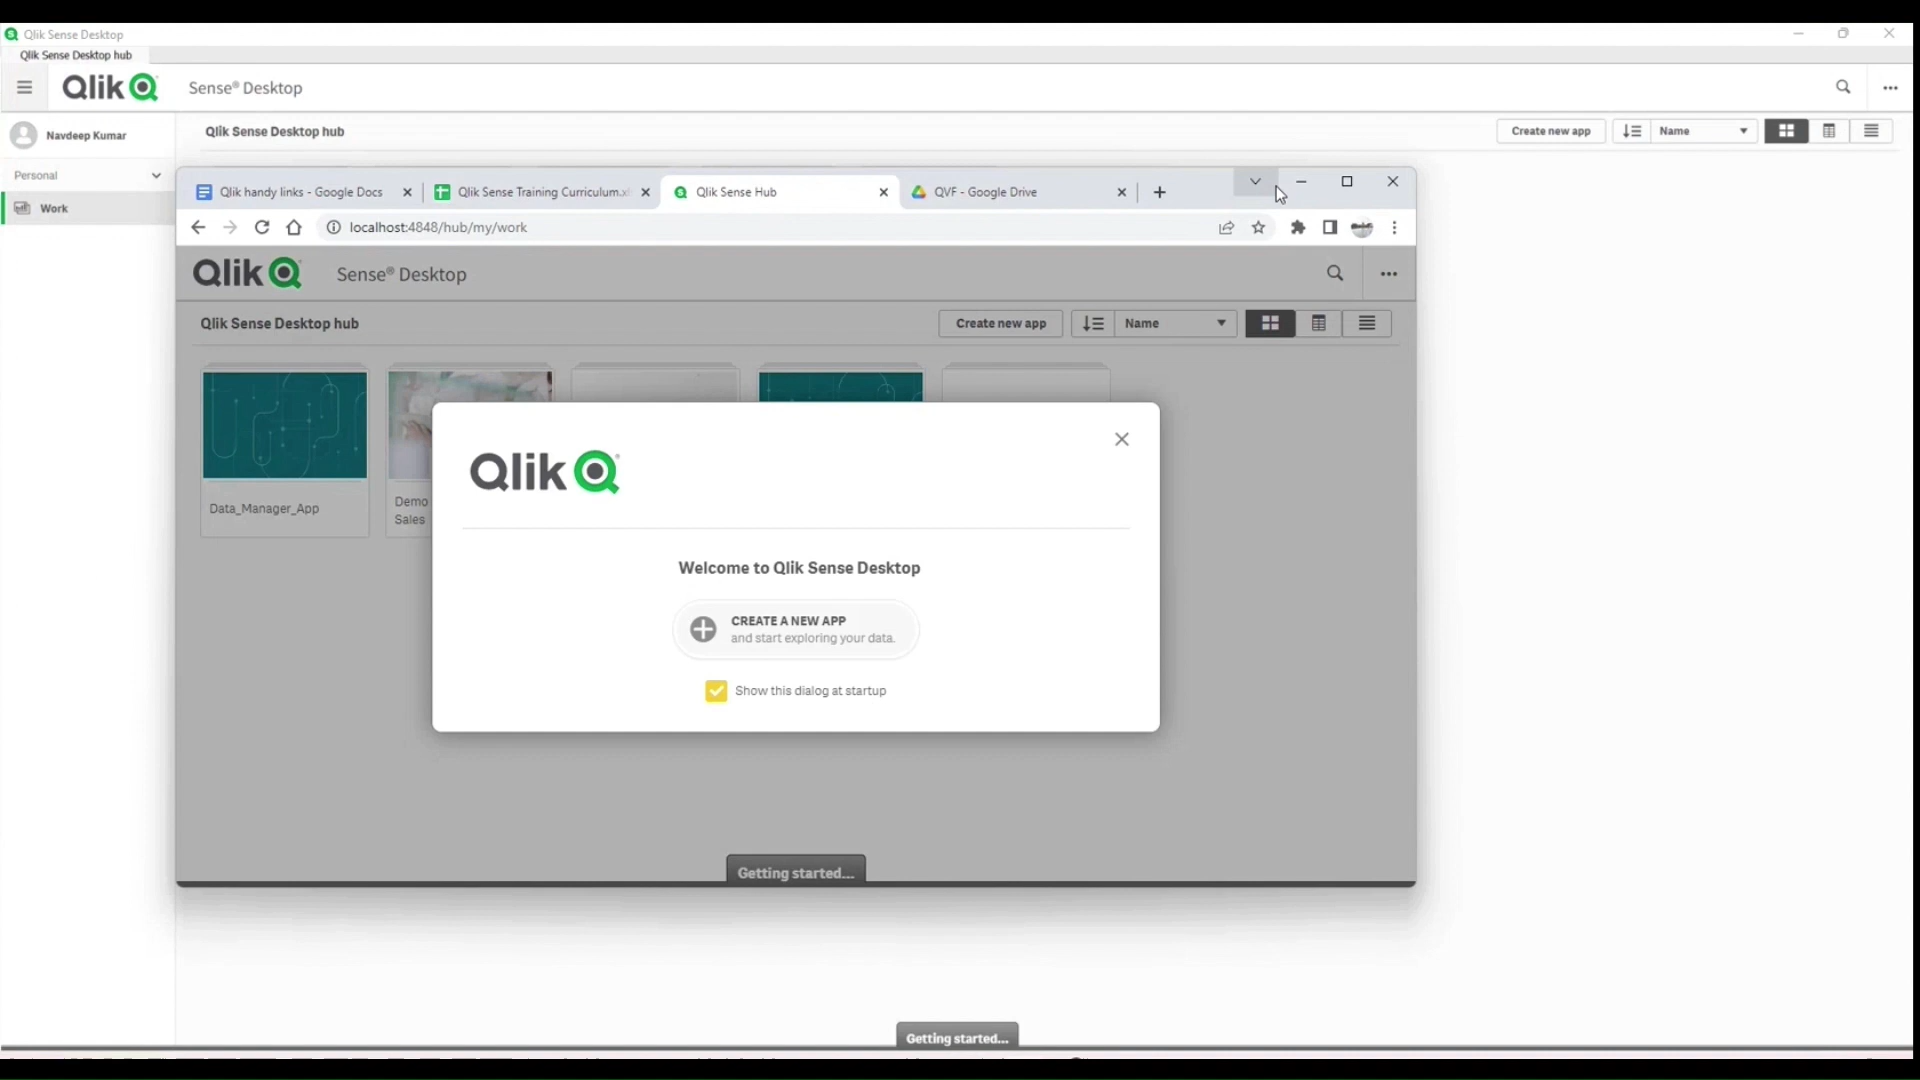 Qlik Sense Desktop
Qlik Sense Desktop hub
Qlik
Sense® Desktop
Navdeep Kumar
Qlik Sense Desktop hub
Create new app
Name
Personal
Work
Qlik handy links - Google Docs
Qlik Sense Training Curriculum.x
Qlik Sense Hub
QVF - Google Drive
localhost:4848/hub/my/work
Qlik
Sense® Desktop
Qlik Sense Desktop hub
Create new app
Name
Data_Manager_App
Demo
Sales
Qlik
Welcome to Qlik Sense Desktop
CREATE A NEW APP
and start exploring your data.
Show this dialog at startup
Getting started...
Getting started...